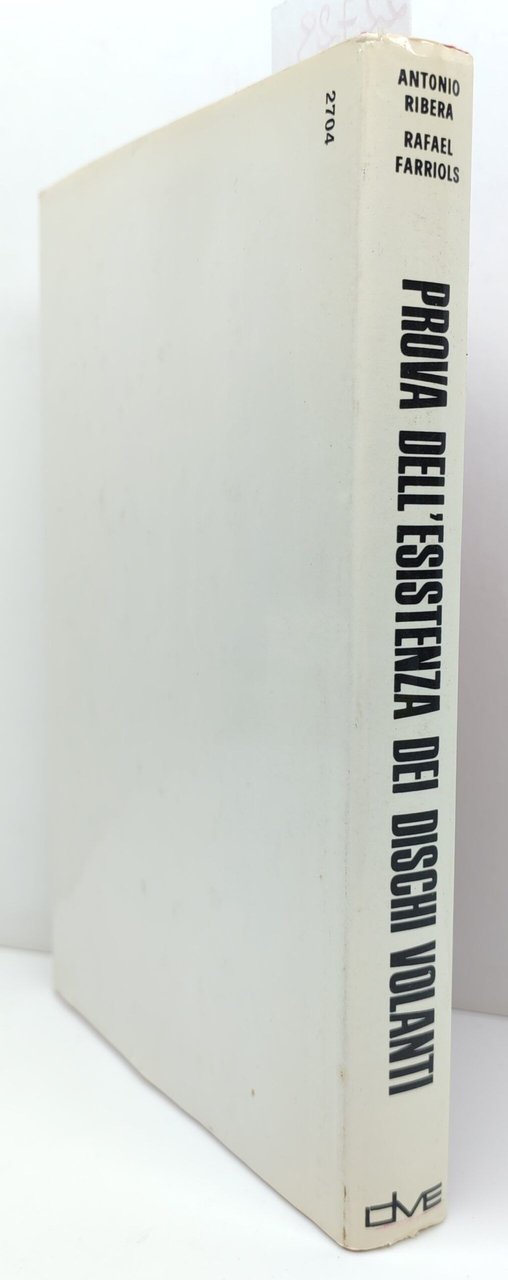 2704
ANTONIO
RIBERA
RAFAEL
FARRIOLS
PROVA DELL'ESISTENZA DEI DISCHI VOLANTI
DVE